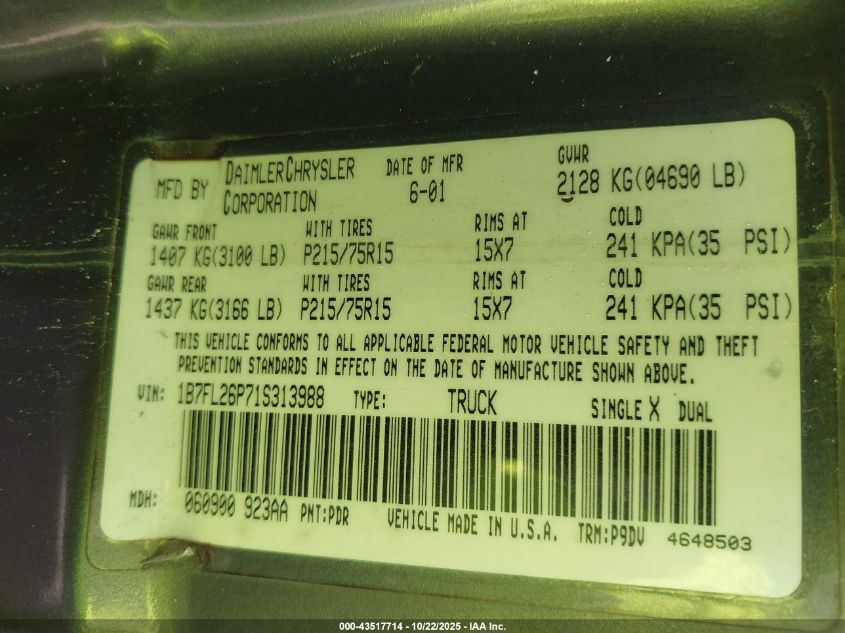 MFD BY DAIMLERCHRYSLER CORPORATION DATE OF MFR 6-01 GVWR 2128 KG(04690 LB)
GAWR FRONT WITH TIRES RIMS AT COLD
1407 KG(3100 LB) P215/75R15 15X7 241 KPA(35 PSI)
GAWR REAR WITH TIRES RIMS AT COLD
1437 KG(3166 LB) P215/75R15 15X7 241 KPA(35 PSI)
THIS VEHICLE CONFORMS TO ALL APPLICABLE FEDERAL MOTOR VEHICLE SAFETY AND THEFT
PREVENTION STANDARDS IN EFFECT ON THE DATE OF MANUFACTURE SHOWN ABOVE.
VIN: 1B7FL26P71S313988 TYPE: TRUCK SINGLE X DUAL
MDH: 060900 923AA PNT:PDR VEHICLE MADE IN U.S.A. TRM:P9DV 4648503
000-43517714 - 10/22/2025 - IAA Inc.